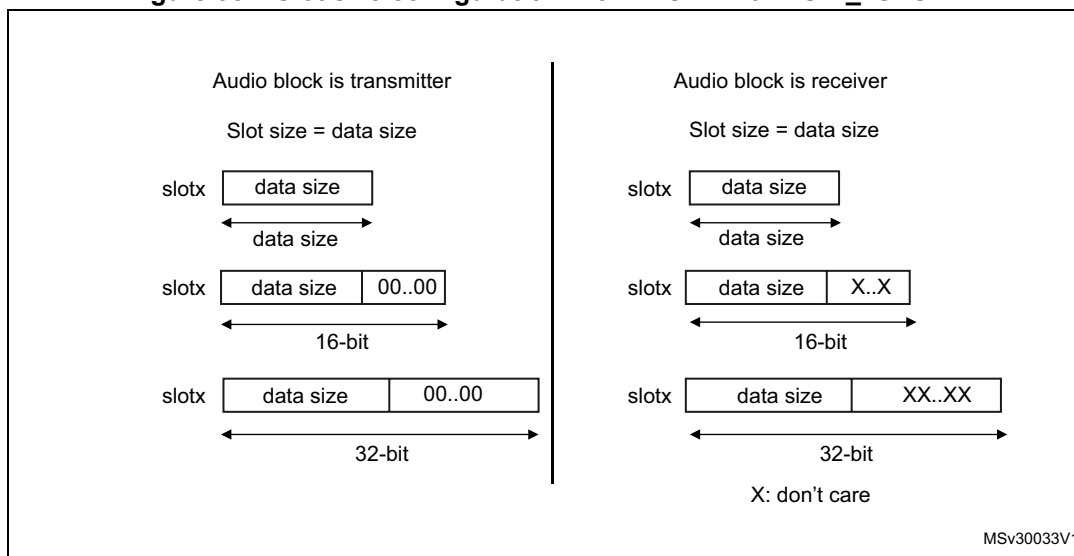 Audio block is transmitter
Slot size = data size
slotx data size
data size
slotx data size 00..00
16-bit
slotx data size 00..00
32-bit
Audio block is receiver
Slot size = data size
slotx data size
data size
slotx data size X..X
16-bit
slotx data size XX..XX
32-bit
X: don't care
MSv30033V1